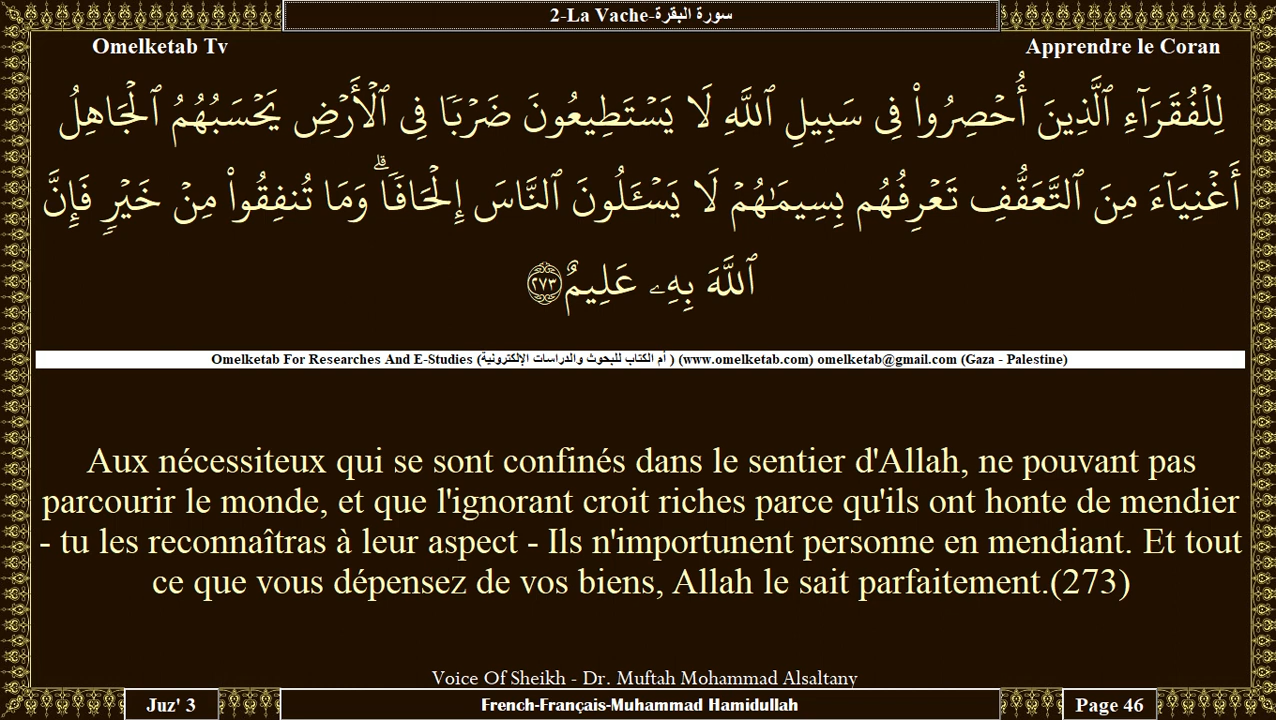 2-La Vache-سورة البقرة
Omelketab Tv
Apprendre le Coran
لِلۡفُقَرَآءِ ٱلَّذِينَ أُحۡصِرُواْ فِى سَبِيلِ ٱللَّهِ لَا يَسۡتَطِيعُونَ ضَرۡبٗا فِى ٱلۡأَرۡضِ يَحۡسَبُهُمُ ٱلۡجَاهِلُ
أَغۡنِيَآءَ مِنَ ٱلتَّعَفُّفِ تَعۡرِفُهُم بِسِيمَٰهُمۡ لَا يَسۡـَٔلُونَ ٱلنَّاسَ إِلۡحَافٗاۗ وَمَا تُنفِقُواْ مِنۡ خَيۡرٖ فَإِنَّ
ٱللَّهَ بِهِۦ عَلِيمٌ ٢٧٣
Omelketab For Researches And E-Studies (أم الكتاب للبحوث والدراسات الإلكترونية ) (www.omelketab.com) omelketab@gmail.com (Gaza - Palestine)
Aux nécessiteux qui se sont confinés dans le sentier d'Allah, ne pouvant pas
parcourir le monde, et que l'ignorant croit riches parce qu'ils ont honte de mendier
- tu les reconnaîtras à leur aspect - Ils n'importunent personne en mendiant. Et tout
ce que vous dépensez de vos biens, Allah le sait parfaitement.(273)
Voice Of Sheikh - Dr. Muftah Mohammad Alsaltany
Juz' 3
French-Français-Muhammad Hamidullah
Page 46